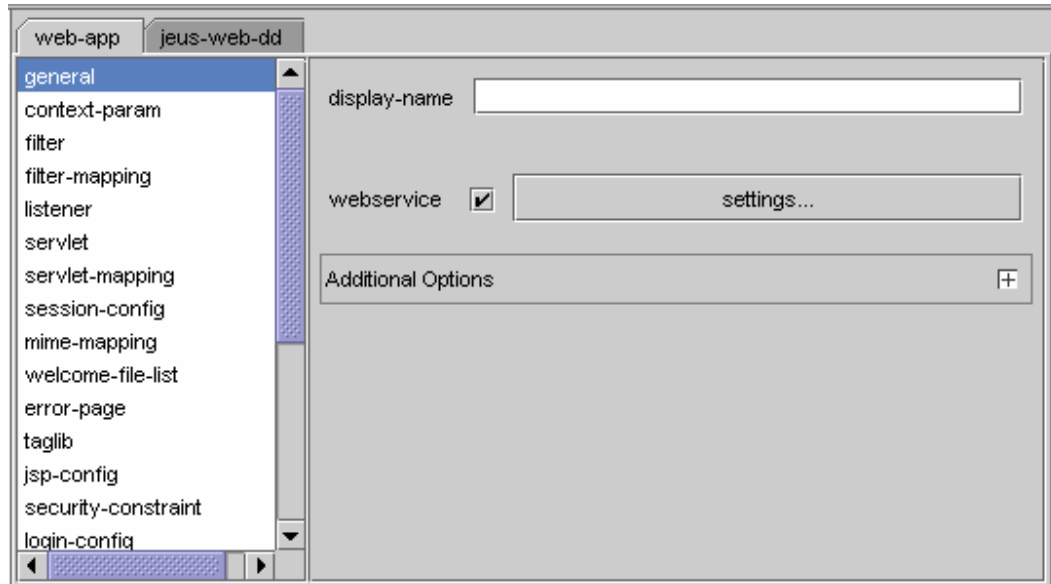 web-app
jeus-web-dd
general
context-param
filter
filter-mapping
listener
servlet
servlet-mapping
session-config
mime-mapping
welcome-file-list
error-page
taglib
jsp-config
security-constraint
login-config
display-name
webservice
settings...
Additional Options